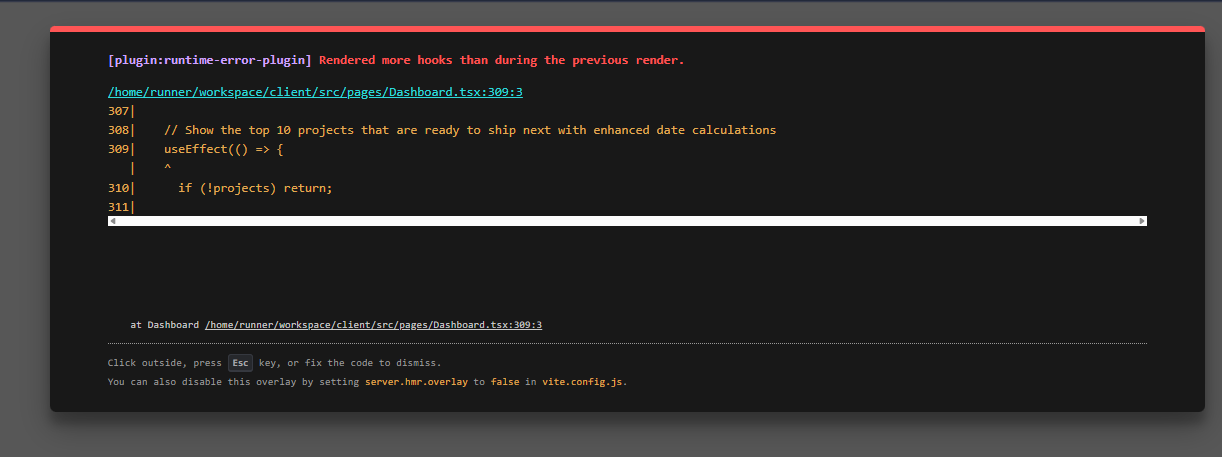 [plugin:runtime-error-plugin] Rendered more hooks than during the previous render.
/home/runner/workspace/client/src/pages/Dashboard.tsx:309:3
307|
308|    // Show the top 10 projects that are ready to ship next with enhanced date calculations
309|    useEffect(() => {
   |    ^
310|      if (!projects) return;
311|
at Dashboard /home/runner/workspace/client/src/pages/Dashboard.tsx:309:3
Click outside, press Esc key, or fix the code to dismiss.
You can also disable this overlay by setting server.hmr.overlay to false in vite.config.js.